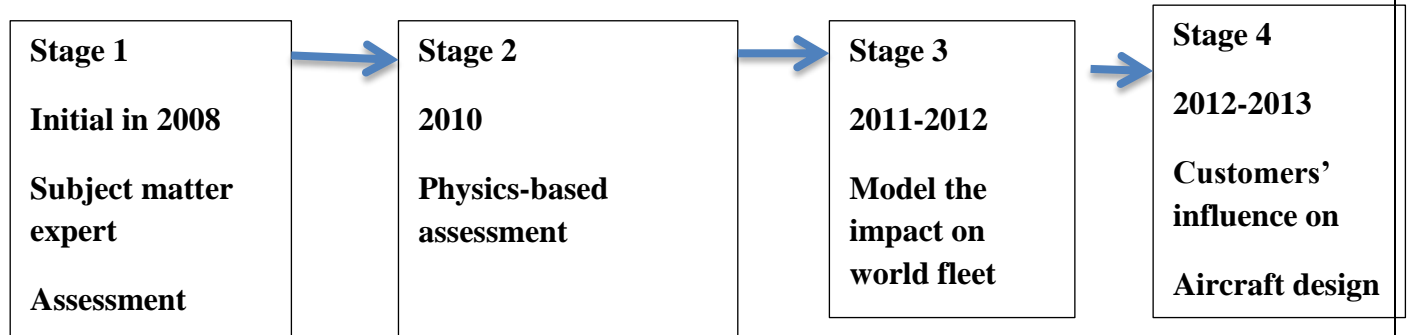 Stage 1
Initial in 2008
Subject matter
expert
Assessment
Stage 2
2010
Physics-based
assessment
Stage 3
2011-2012
Model the
impact on
world fleet
Stage 4
2012-2013
Customers’
influence on
Aircraft design